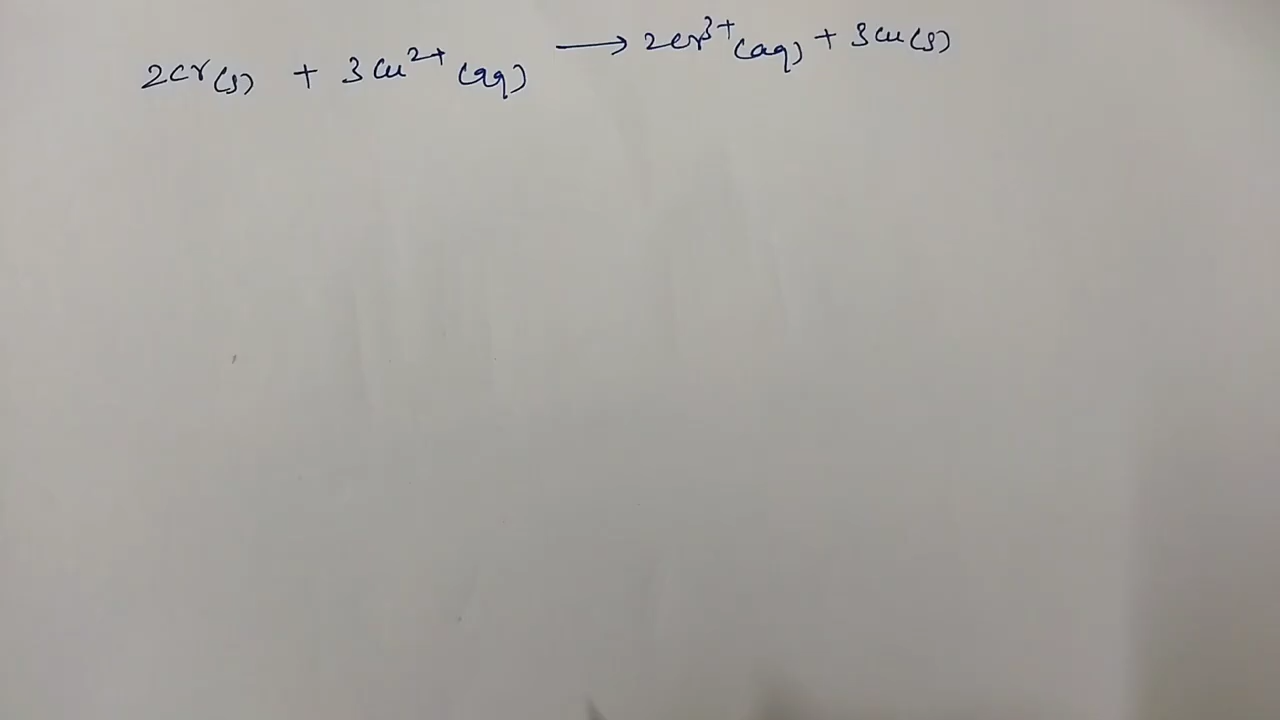 2Cr(s) + 3Cu²⁺(aq) ⟶ 2Cr³⁺(aq) + 3Cu(s)